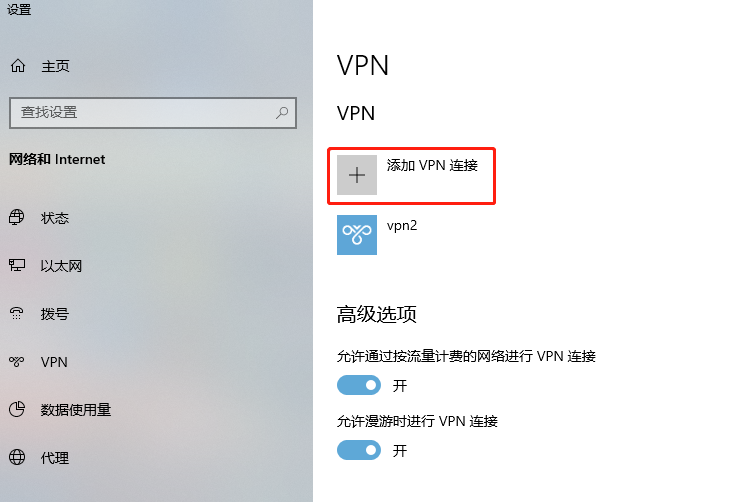 设置
主页
查找设置
网络和 Internet
状态
以太网
拨号
VPN
数据使用量
代理
VPN
VPN
添加 VPN 连接
vpn2
高级选项
允许通过按流量计费的网络进行 VPN 连接
开
允许漫游时进行 VPN 连接
开